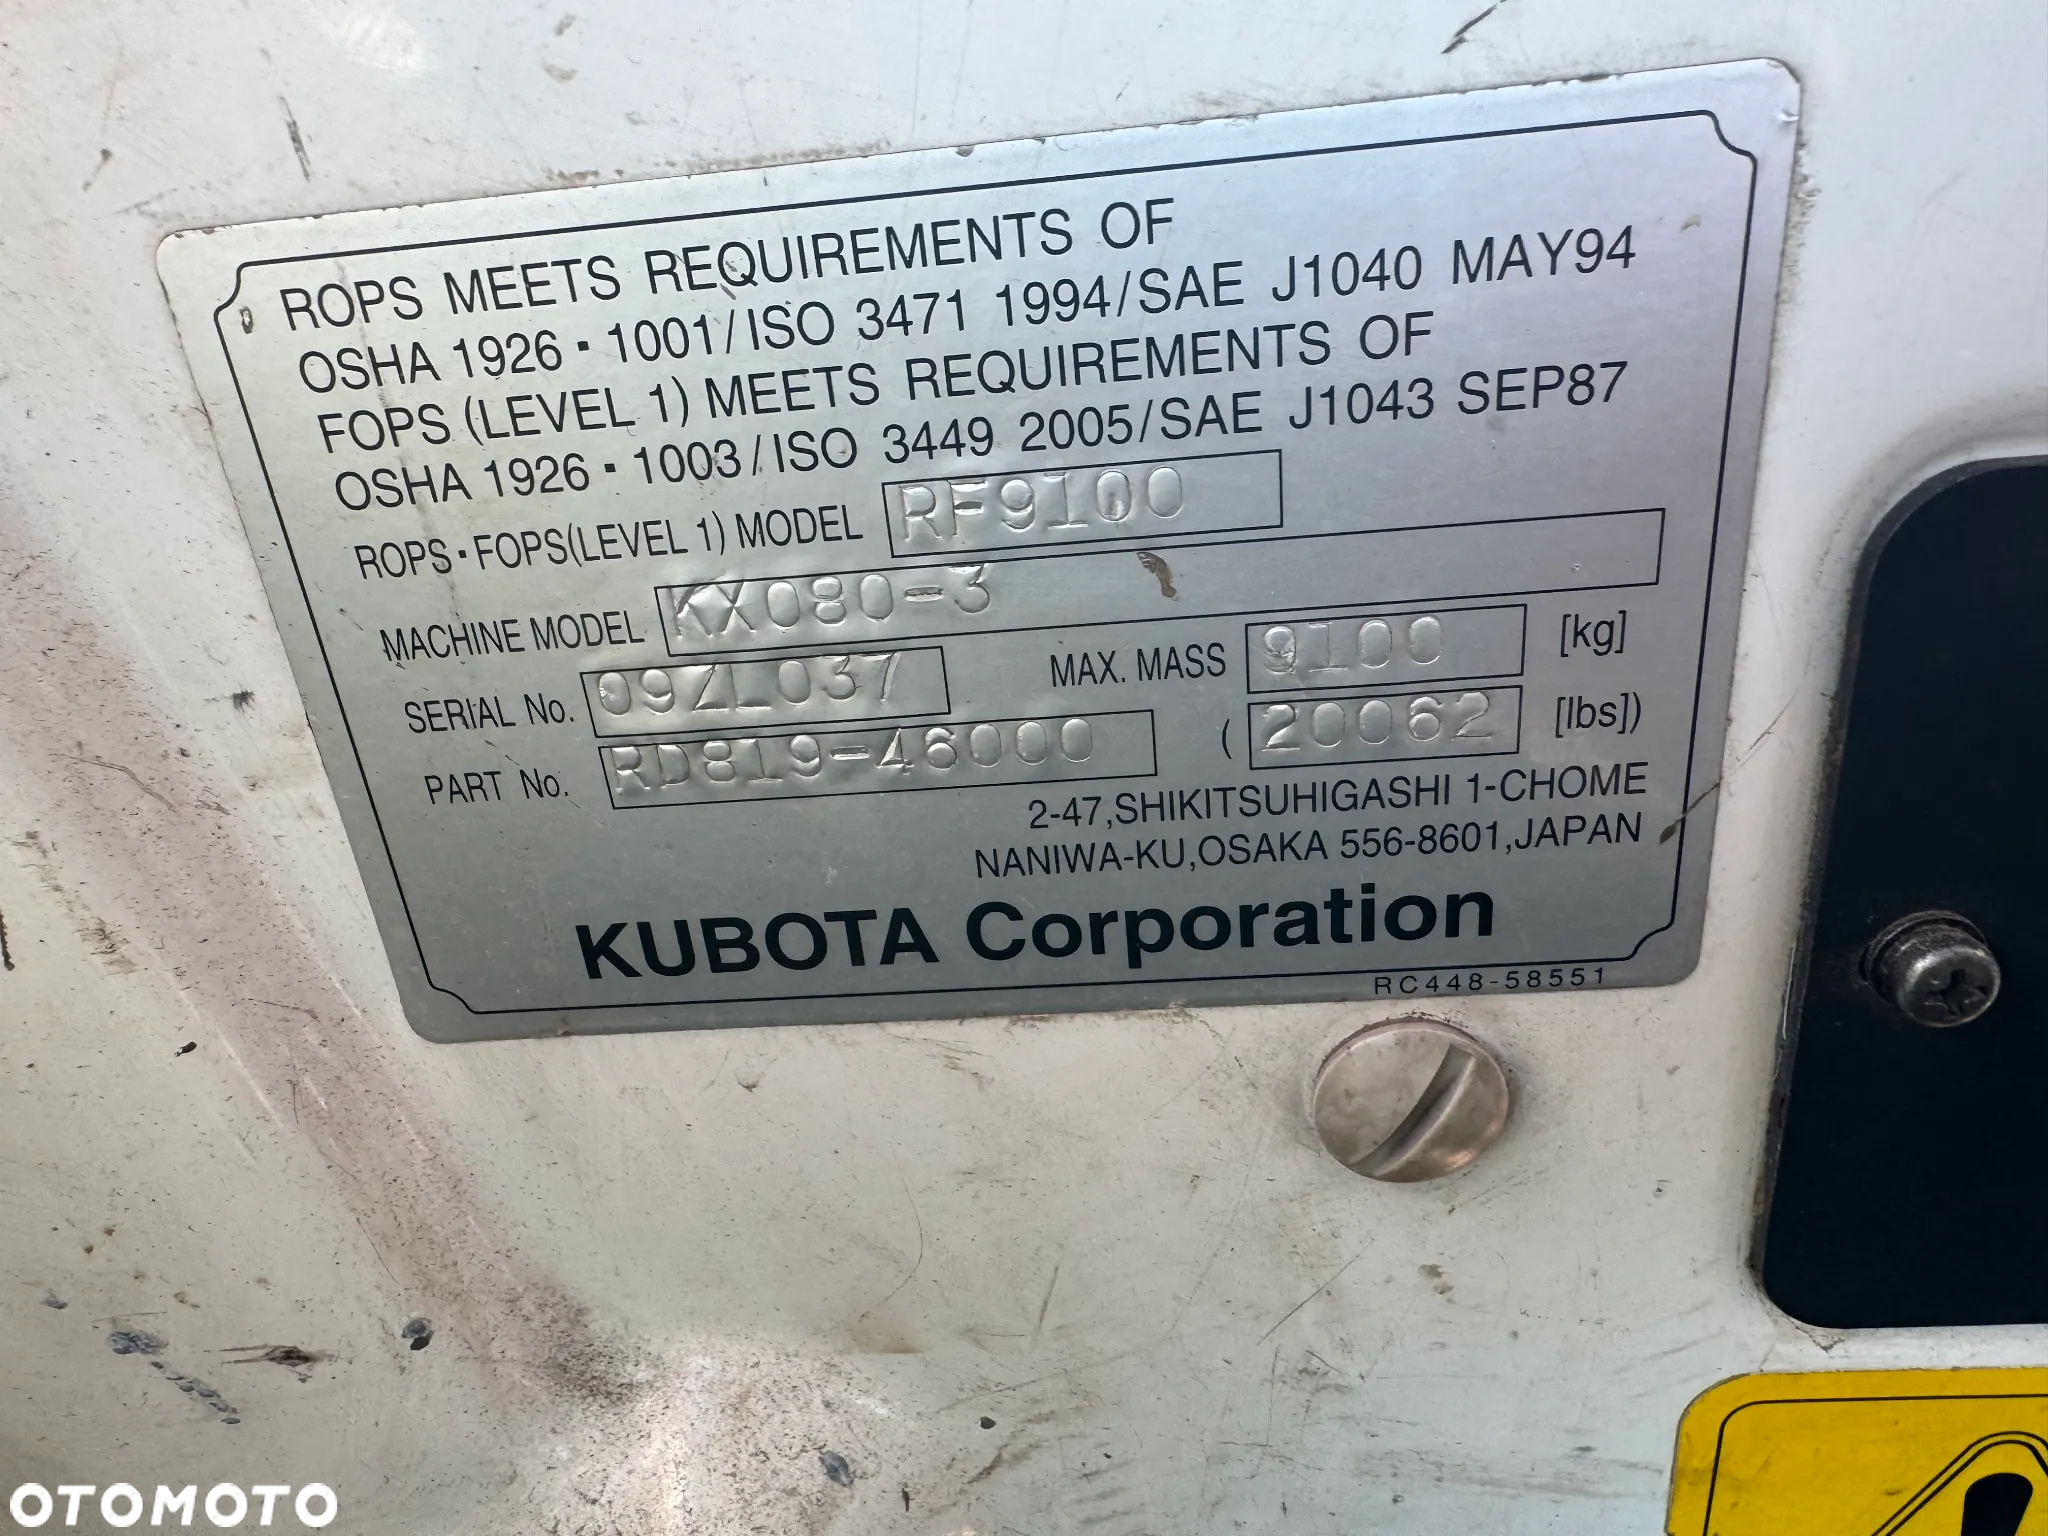 ROPS MEETS REQUIREMENTS OF
OSHA 1926・1001/ISO 3471 1994/SAE J1040 MAY94
FOPS (LEVEL 1) MEETS REQUIREMENTS OF
OSHA 1926・1003/ISO 3449 2005/SAE J1043 SEP87
ROPS・FOPS(LEVEL 1) MODEL RF9100
MACHINE MODEL KX080-3
SERIAL No. 09ZL037 MAX. MASS 9100 [kg]
PART No. RD819-46000 (20062 [lbs])
2-47,SHIKITSUHIGASHI 1-CHOME
NANIWA-KU,OSAKA 556-8601,JAPAN
KUBOTA Corporation
RC448-58551
OTOMOTO